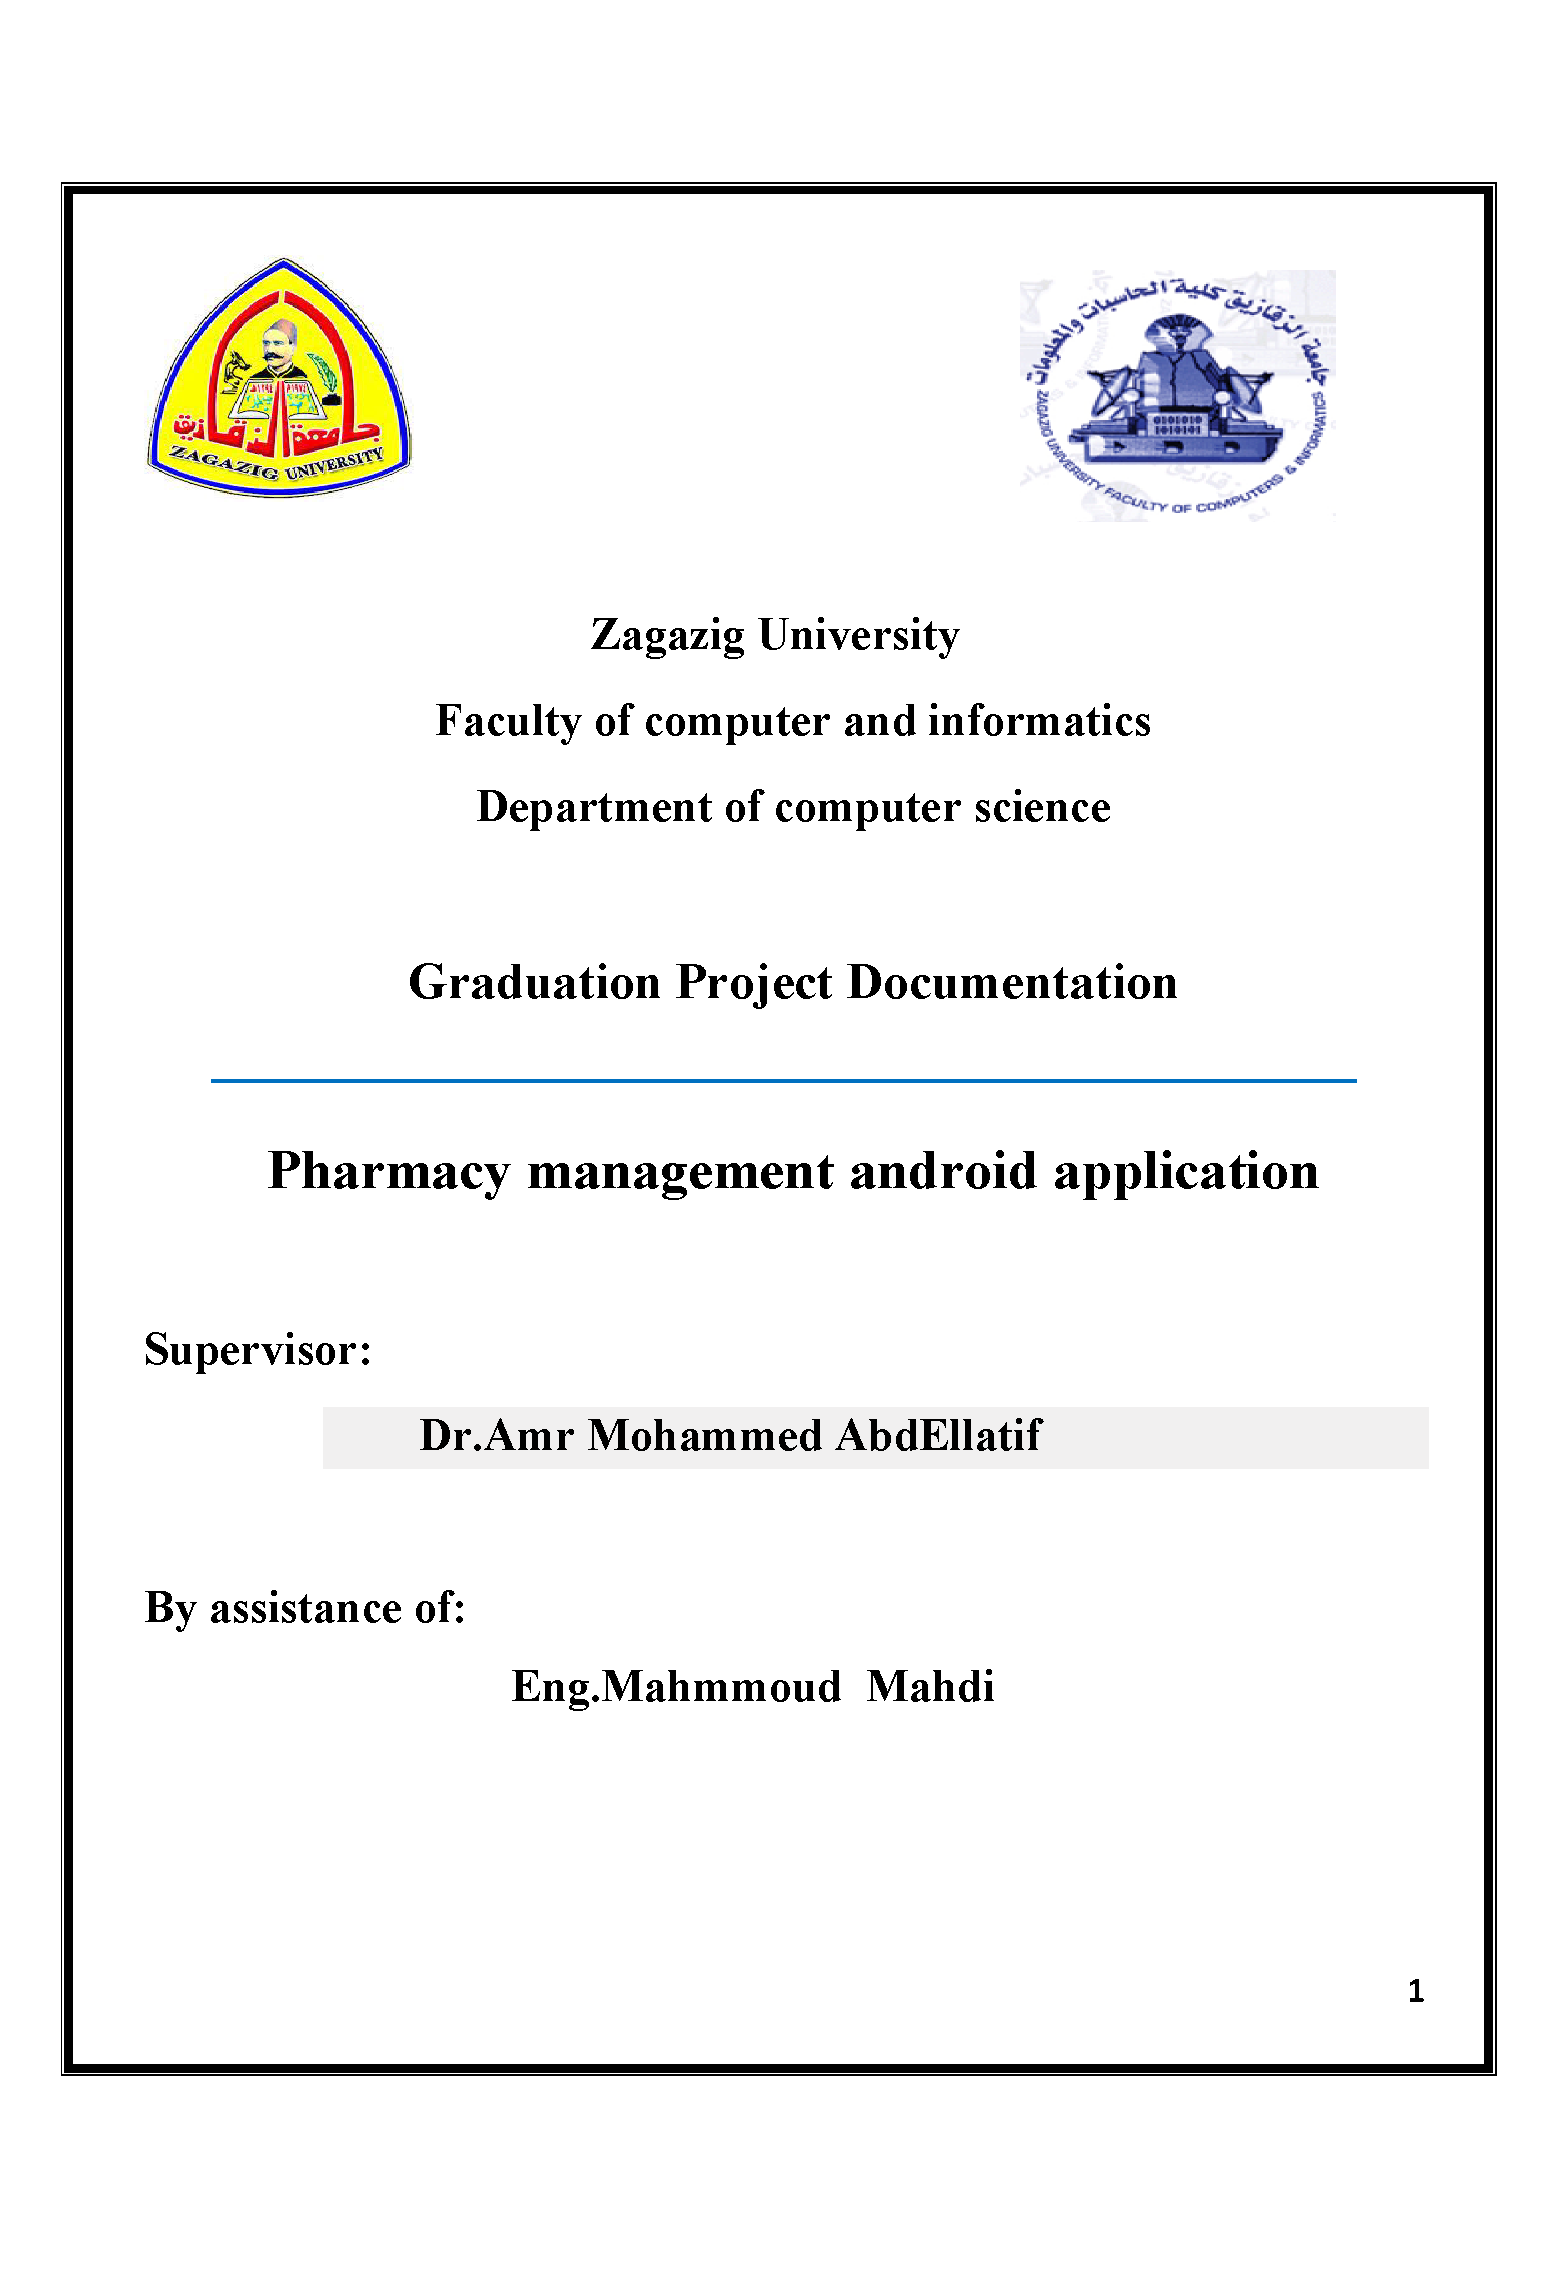 جامعة الزقازيق
ZAGAZIG UNIVERSITY
جامعة الزقازيق كلية الحاسبات والمعلومات
0101010
1010101
ZAGAZIG UNIVERSITY FACULTY OF COMPUTERS & INFORMATICS
Zagazig University
Faculty of computer and informatics
Department of computer science
Graduation Project Documentation
Pharmacy management android application
Supervisor:
Dr.Amr Mohammed AbdEllatif
By assistance of:
Eng.Mahmmoud  Mahdi
1